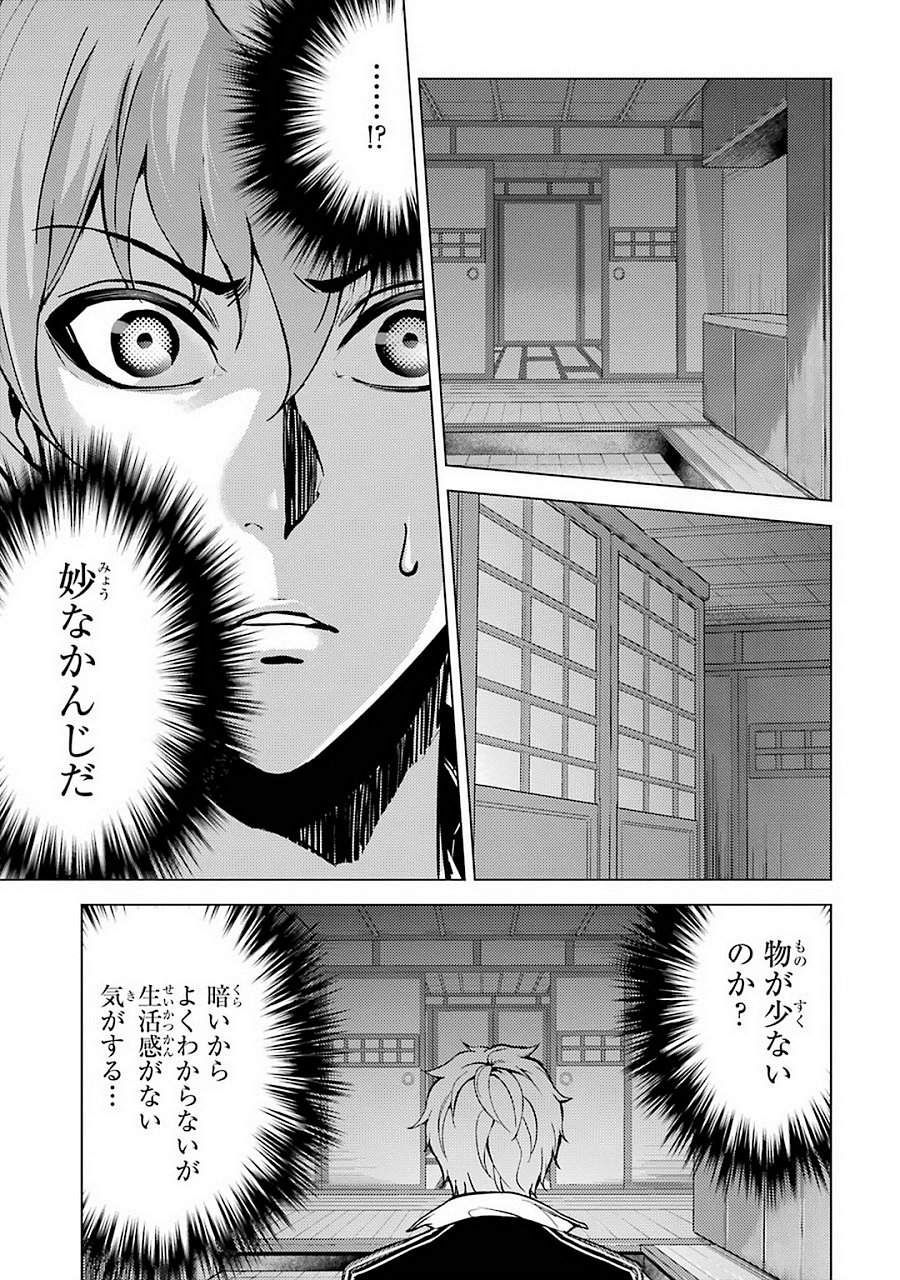 ……!?
妙なかんじだ
物が少ない
のか?
暗いから
よくわからないが
生活感がない
気がする…